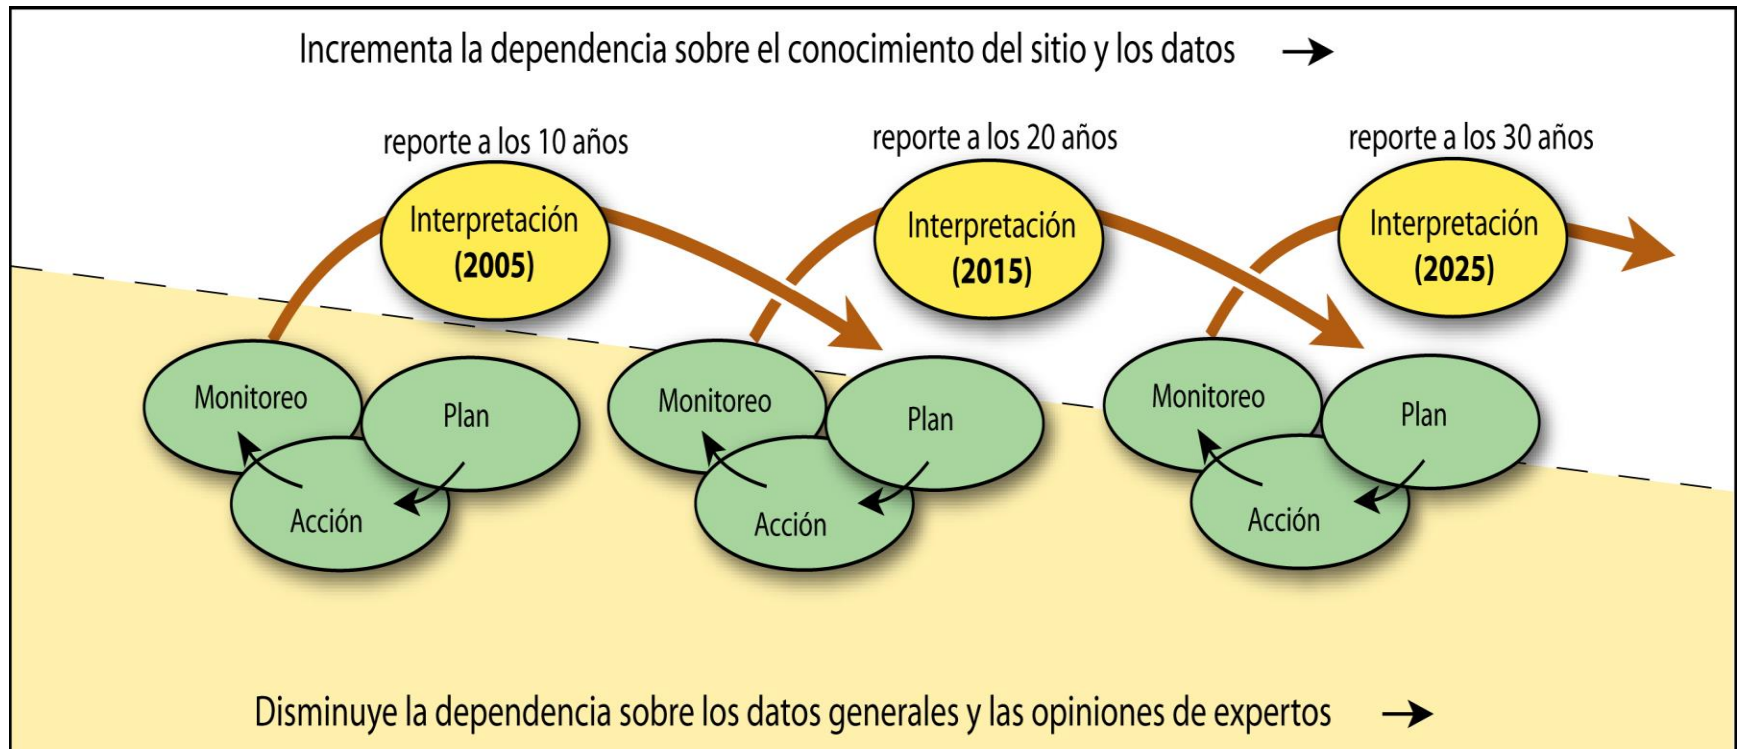 Incrementa la dependencia sobre el conocimiento del sitio y los datos
reporte a los 10 años
reporte a los 20 años
reporte a los 30 años
Interpretación
(2005)
Interpretación
(2015)
Interpretación
(2025)
Monitoreo
Plan
Acción
Monitoreo
Plan
Acción
Monitoreo
Plan
Acción
Disminuye la dependencia sobre los datos generales y las opiniones de expertos